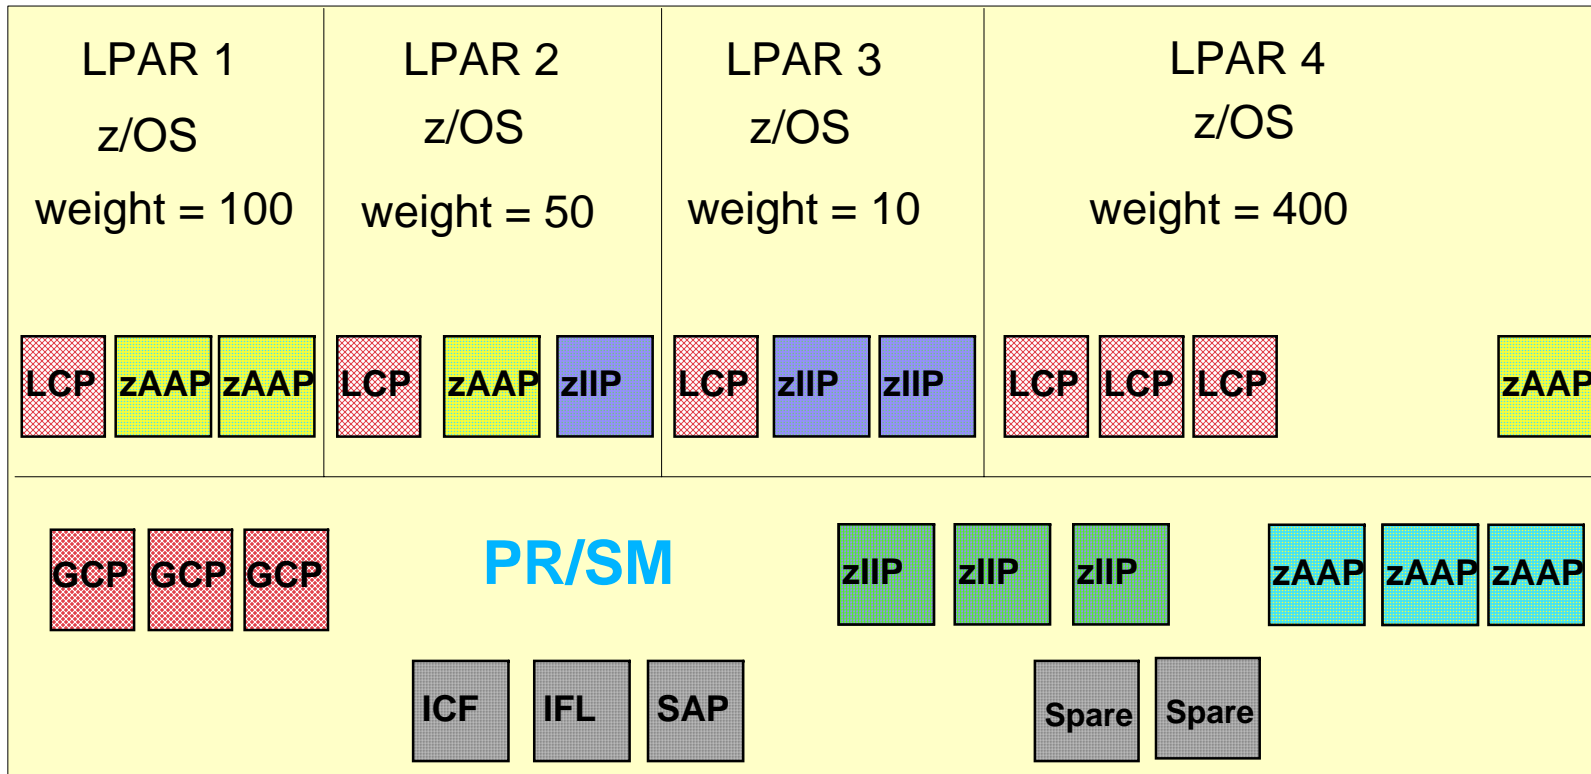 LPAR 1
z/OS
weight = 100
LPAR 2
z/OS
weight = 50
LPAR 3
z/OS
weight = 10
LPAR 4
z/OS
weight = 400
LCP zAAP zAAP
LCP zAAP zIIP
LCP zIIP zIIP
LCP LCP LCP zAAP
GCP GCP GCP
PR/SM
zIIP zIIP zIIP
zAAP zAAP zAAP
ICF IFL SAP
Spare Spare